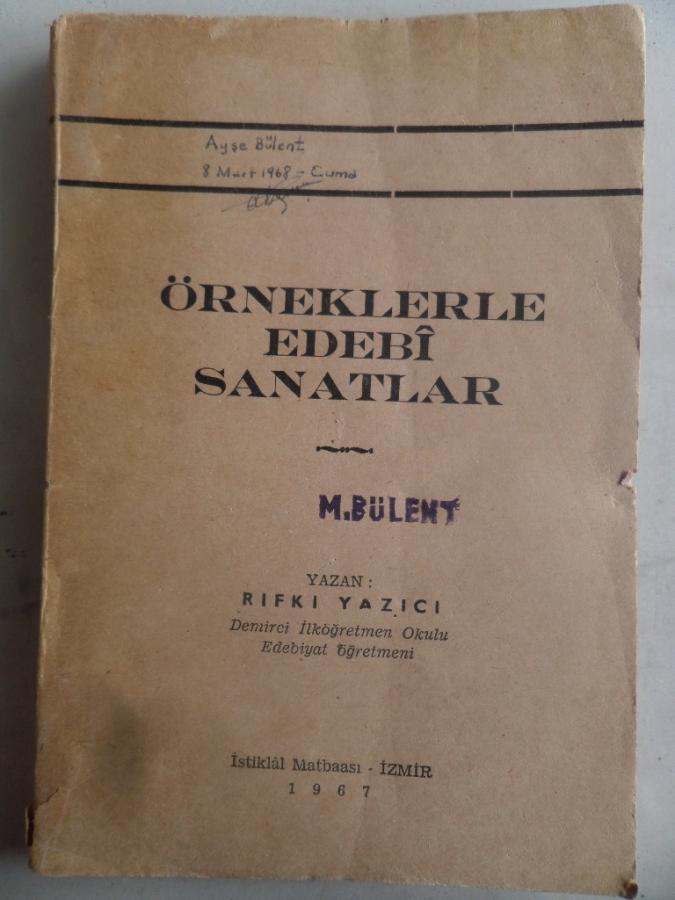 Ayşe Bülent
8 Mart 1968 - Cuma
ÖRNEKLERLE
EDEBÎ
SANATLAR
M.BÜLENT
YAZAN :
RIFKI YAZICI
Demirci İlköğretmen Okulu
Edebiyat Öğretmeni
İstiklâl Matbaası - İZMİR
1967